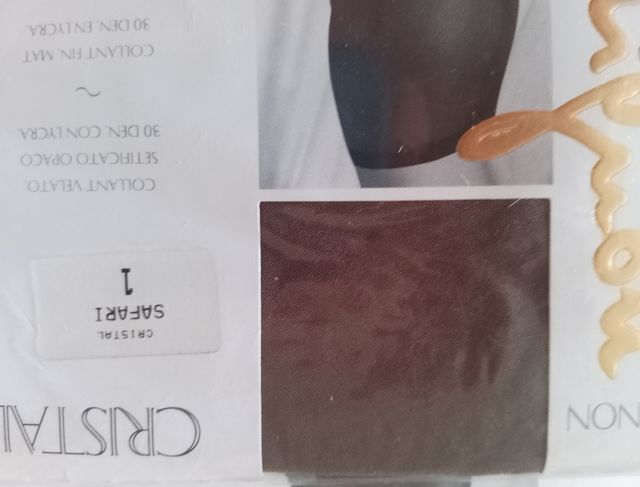 NON
CRISTAL
CRISTAL
SAFARI
1
COLLANT VELATO,
SETIFICATO OPACO
30 DEN. CON LYCRA
COLLANT FIN, MAT
30 DEN. EN LYCRA